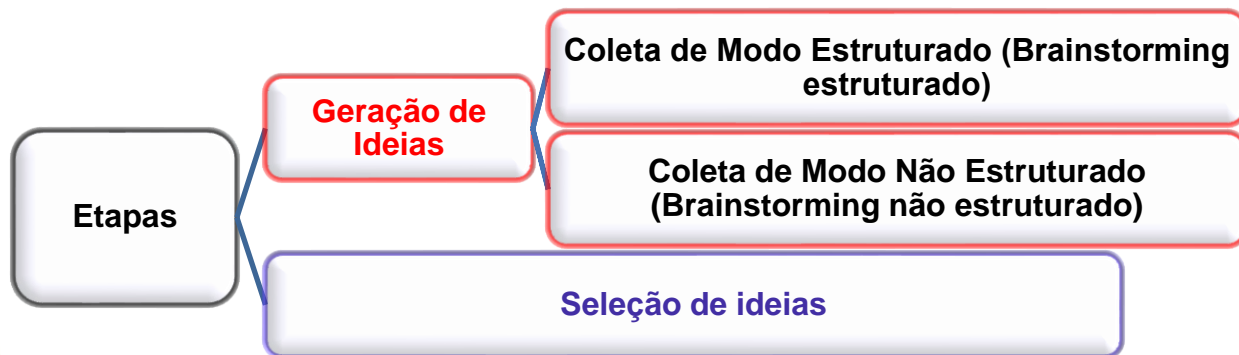 Coleta de Modo Estruturado (Brainstorming
estruturado)
Geração de
Ideias
Coleta de Modo Não Estruturado
(Brainstorming não estruturado)
Etapas
Seleção de ideias